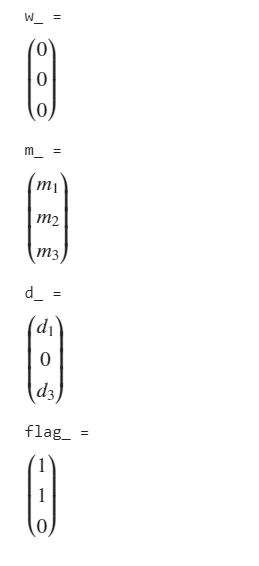 w_ =
0
0
0
m_ =
m1
m2
m3
d_ =
d1
0
d3
flag_ =
1
1
0